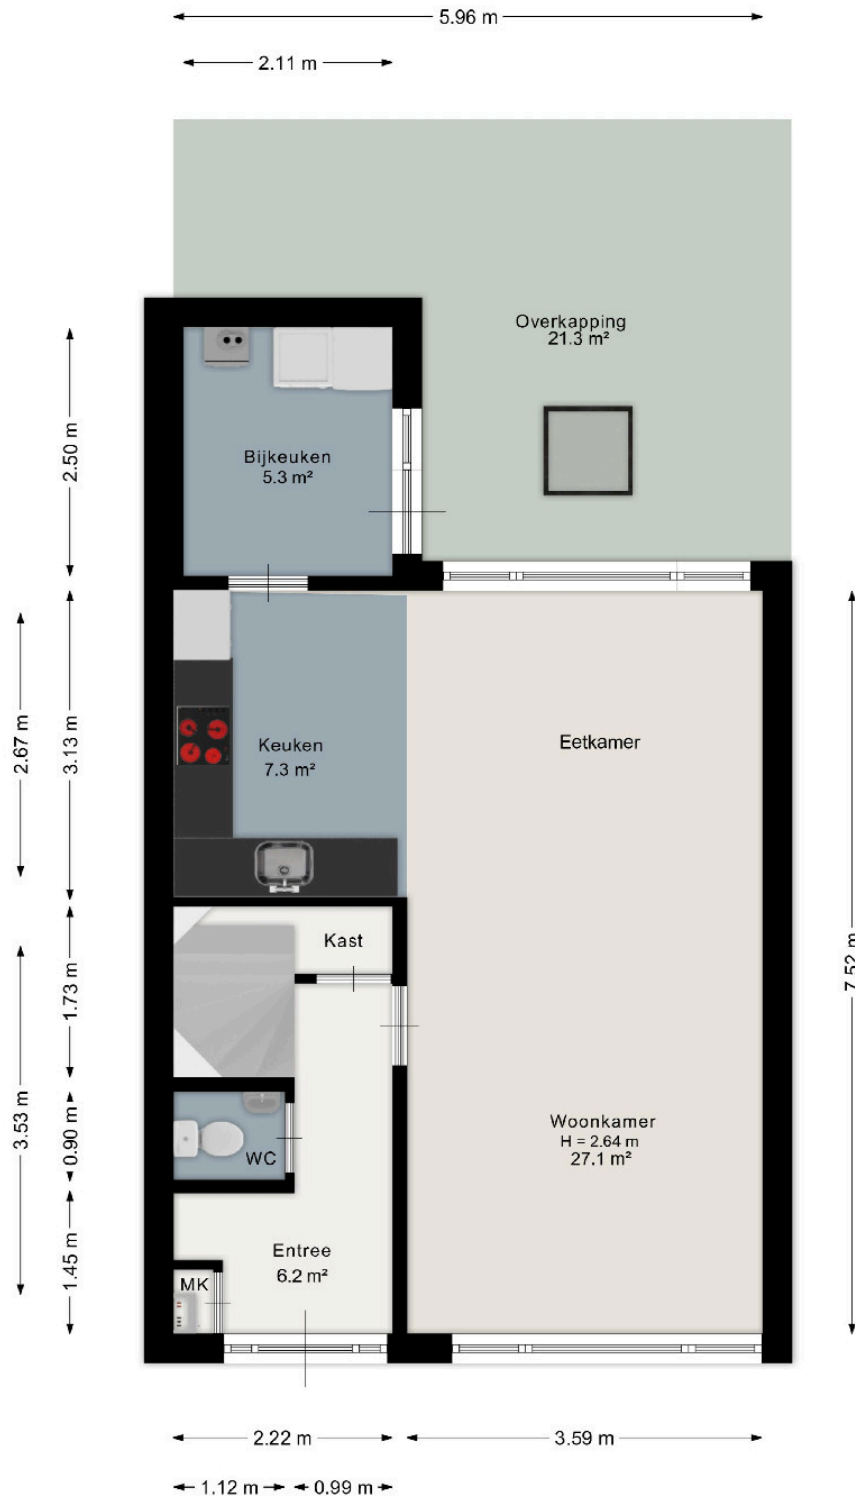 5.96 m
2.11 m
Overkapping
21.3 m²
2.50 m
Bijkeuken
5.3 m²
2.67 m
3.13 m
Keuken
7.3 m²
Eetkamer
7.52 m
Kast
1.73 m
3.53 m
0.90 m
WC
Woonkamer
H = 2.64 m
27.1 m²
1.45 m
Entree
6.2 m²
MK
2.22 m
3.59 m
1.12 m
0.99 m